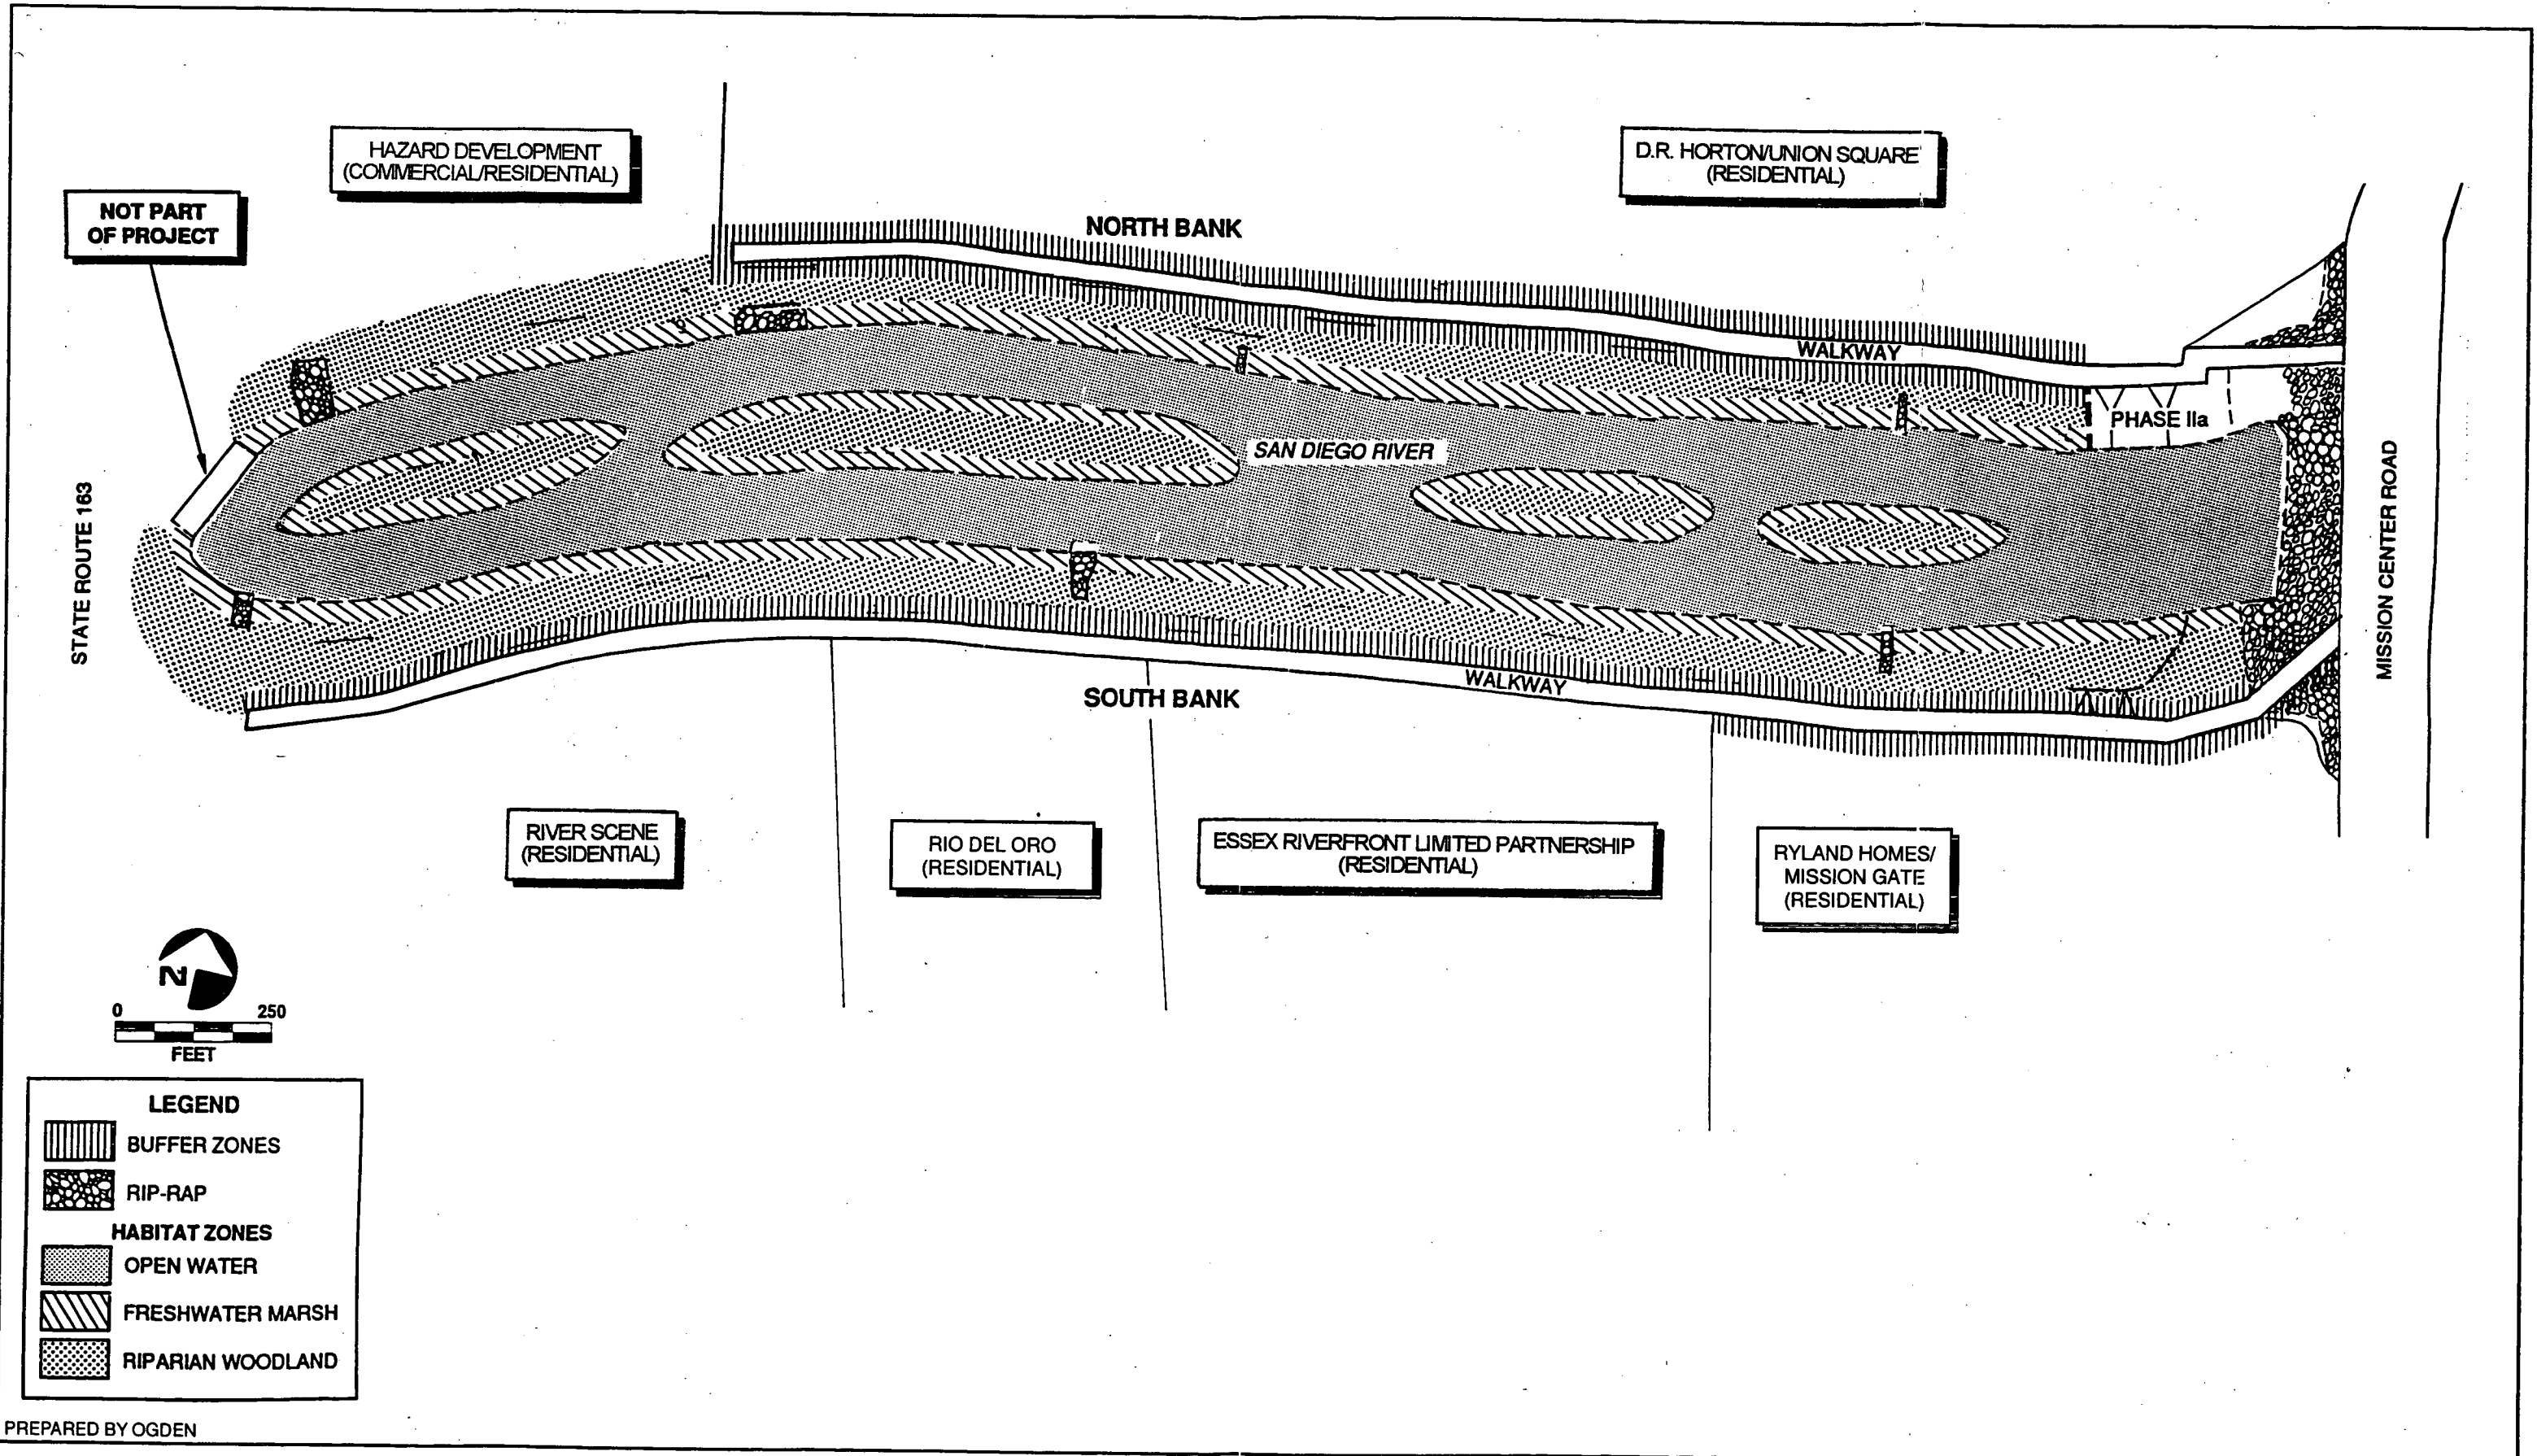 HAZARD DEVELOPMENT
(COMMERCIAL/RESIDENTIAL)
D.R. HORTON/UNION SQUARE
(RESIDENTIAL)
NOT PART
OF PROJECT
NORTH BANK
WALKWAY
PHASE IIa
SAN DIEGO RIVER
STATE ROUTE 163
MISSION CENTER ROAD
WALKWAY
SOUTH BANK
RIVER SCENE
(RESIDENTIAL)
RIO DEL ORO
(RESIDENTIAL)
ESSEX RIVERFRONT LIMITED PARTNERSHIP
(RESIDENTIAL)
RYLAND HOMES/
MISSION GATE
(RESIDENTIAL)
N
0 250
FEET
LEGEND
BUFFER ZONES
RIP-RAP
HABITAT ZONES
OPEN WATER
FRESHWATER MARSH
RIPARIAN WOODLAND
PREPARED BY OGDEN